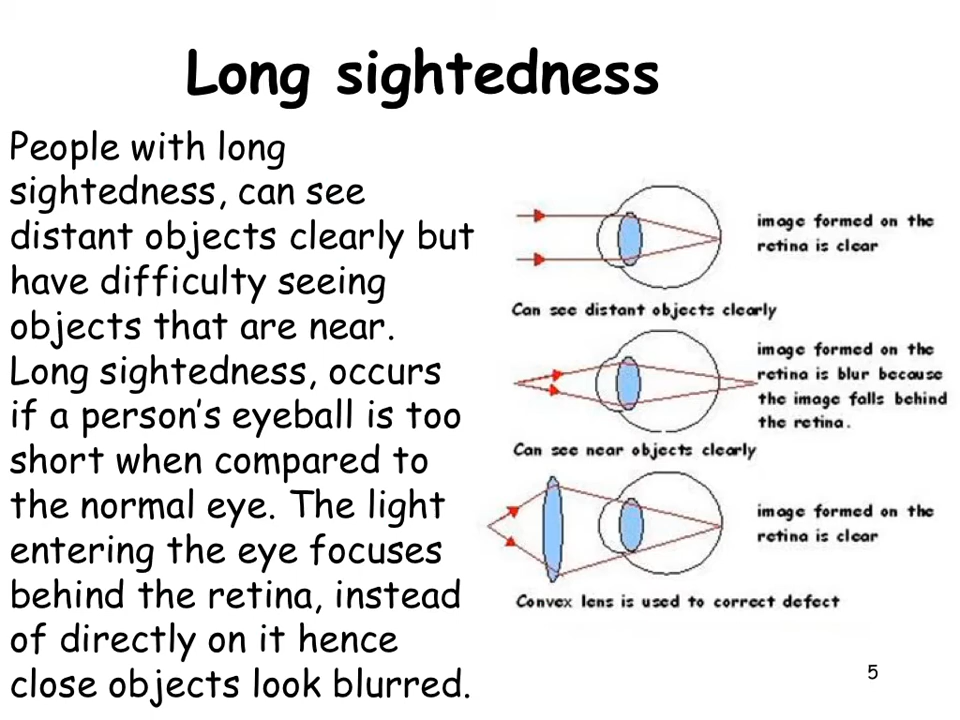 Long sightedness
People with long
sightedness, can see
distant objects clearly but
have difficulty seeing
objects that are near.
Long sightedness, occurs
if a person's eyeball is too
short when compared to
the normal eye. The light
entering the eye focuses
behind the retina, instead
of directly on it hence
close objects look blurred.
image formed on the
retina is clear
Can see distant objects clearly
image formed on the
retina is blur because
the image falls behind
the retina.
Can see near objects clearly
image formed on the
retina is clear
Convex lens is used to correct defect
5